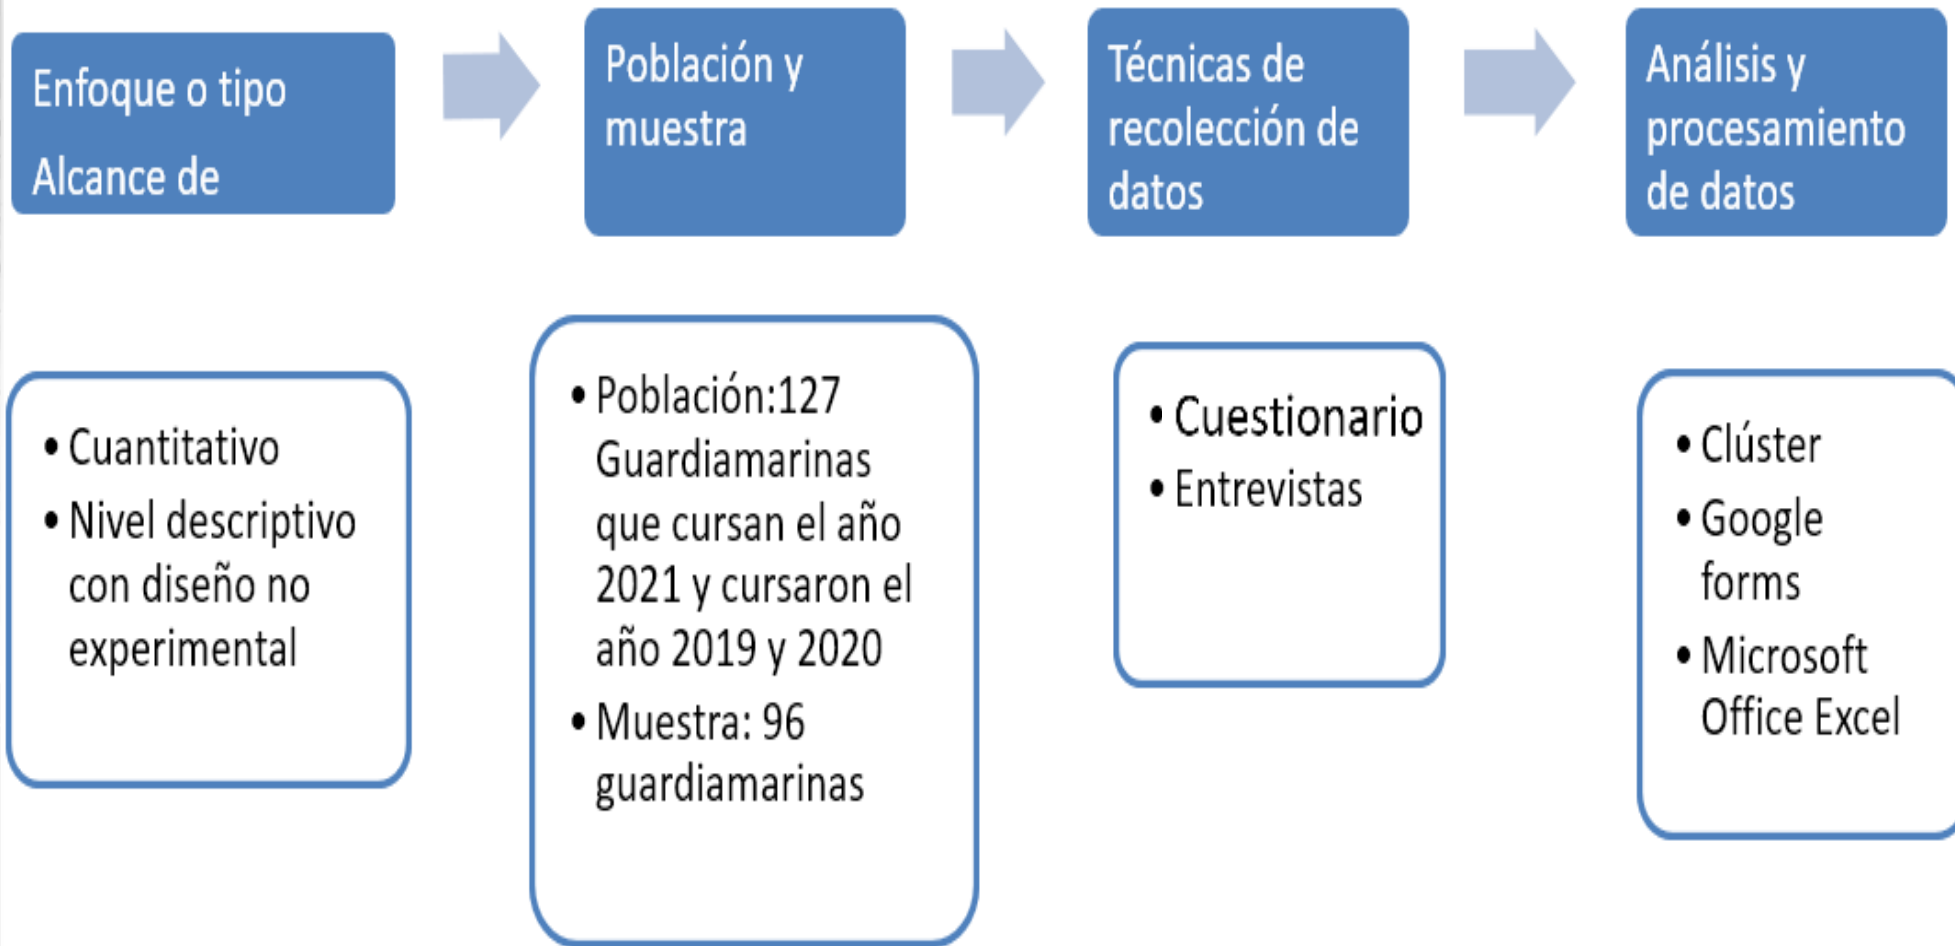 Enfoque o tipo
Alcance de
Población y
muestra
Técnicas de
recolección de
datos
Análisis y
procesamiento
de datos
• Cuantitativo
• Nivel descriptivo
con diseño no
experimental
• Población:127
Guardiamarinas
que cursan el año
2021 y cursaron el
año 2019 y 2020
• Muestra: 96
guardiamarinas
• Cuestionario
• Entrevistas
• Clúster
• Google
forms
• Microsoft
Office Excel